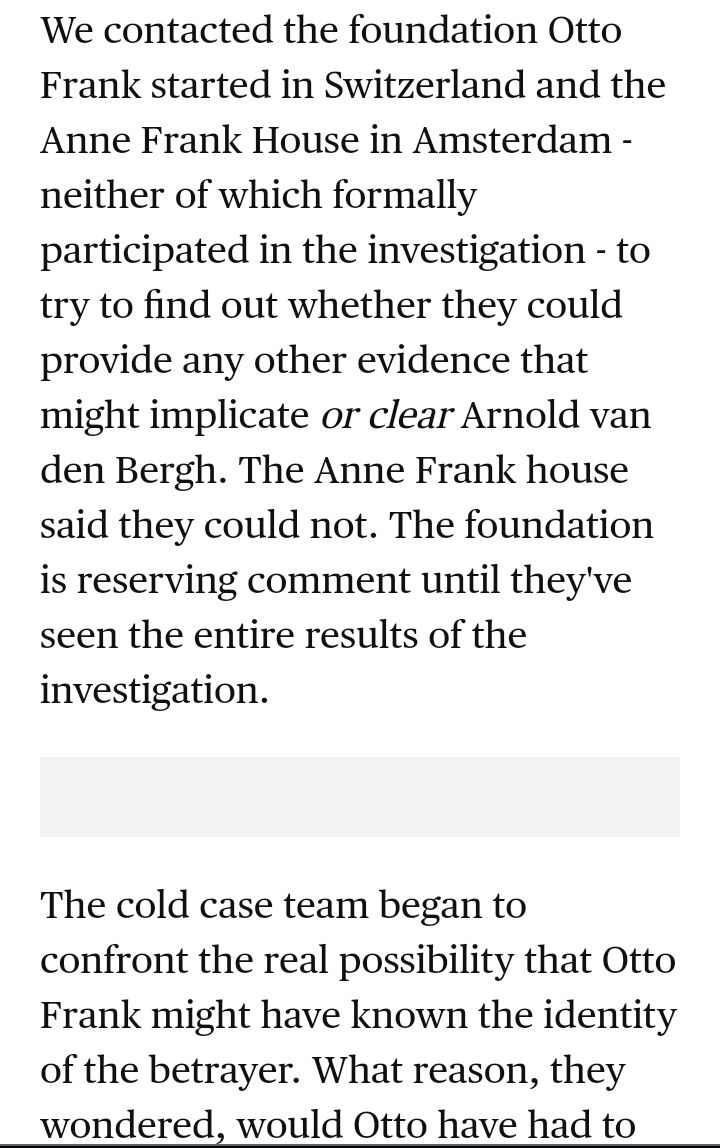 We contacted the foundation Otto
Frank started in Switzerland and the
Anne Frank House in Amsterdam -
neither of which formally
participated in the investigation - to
try to find out whether they could
provide any other evidence that
might implicate or clear Arnold van
den Bergh. The Anne Frank house
said they could not. The foundation
is reserving comment until they've
seen the entire results of the
investigation.
The cold case team began to
confront the real possibility that Otto
Frank might have known the identity
of the betrayer. What reason, they
wondered, would Otto have had to